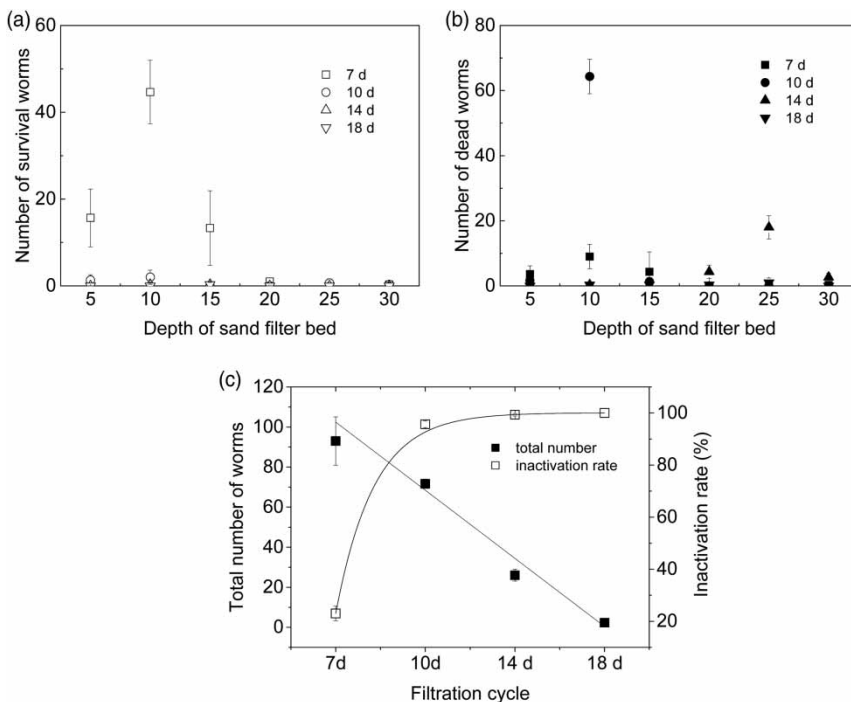 (a)
60
40
20
0
Number of survival worms
7 d
10 d
14 d
18 d
5 10 15 20 25 30
Depth of sand filter bed
(b)
80
60
40
20
0
Number of dead worms
7 d
10 d
14 d
18 d
5 10 15 20 25 30
Depth of sand filter bed
(c)
120
100
80
60
40
20
0
Total number of worms
total number
inactivation rate
100
80
60
40
20
Inactivation rate (%)
7d 10d 14 d 18 d
Filtration cycle